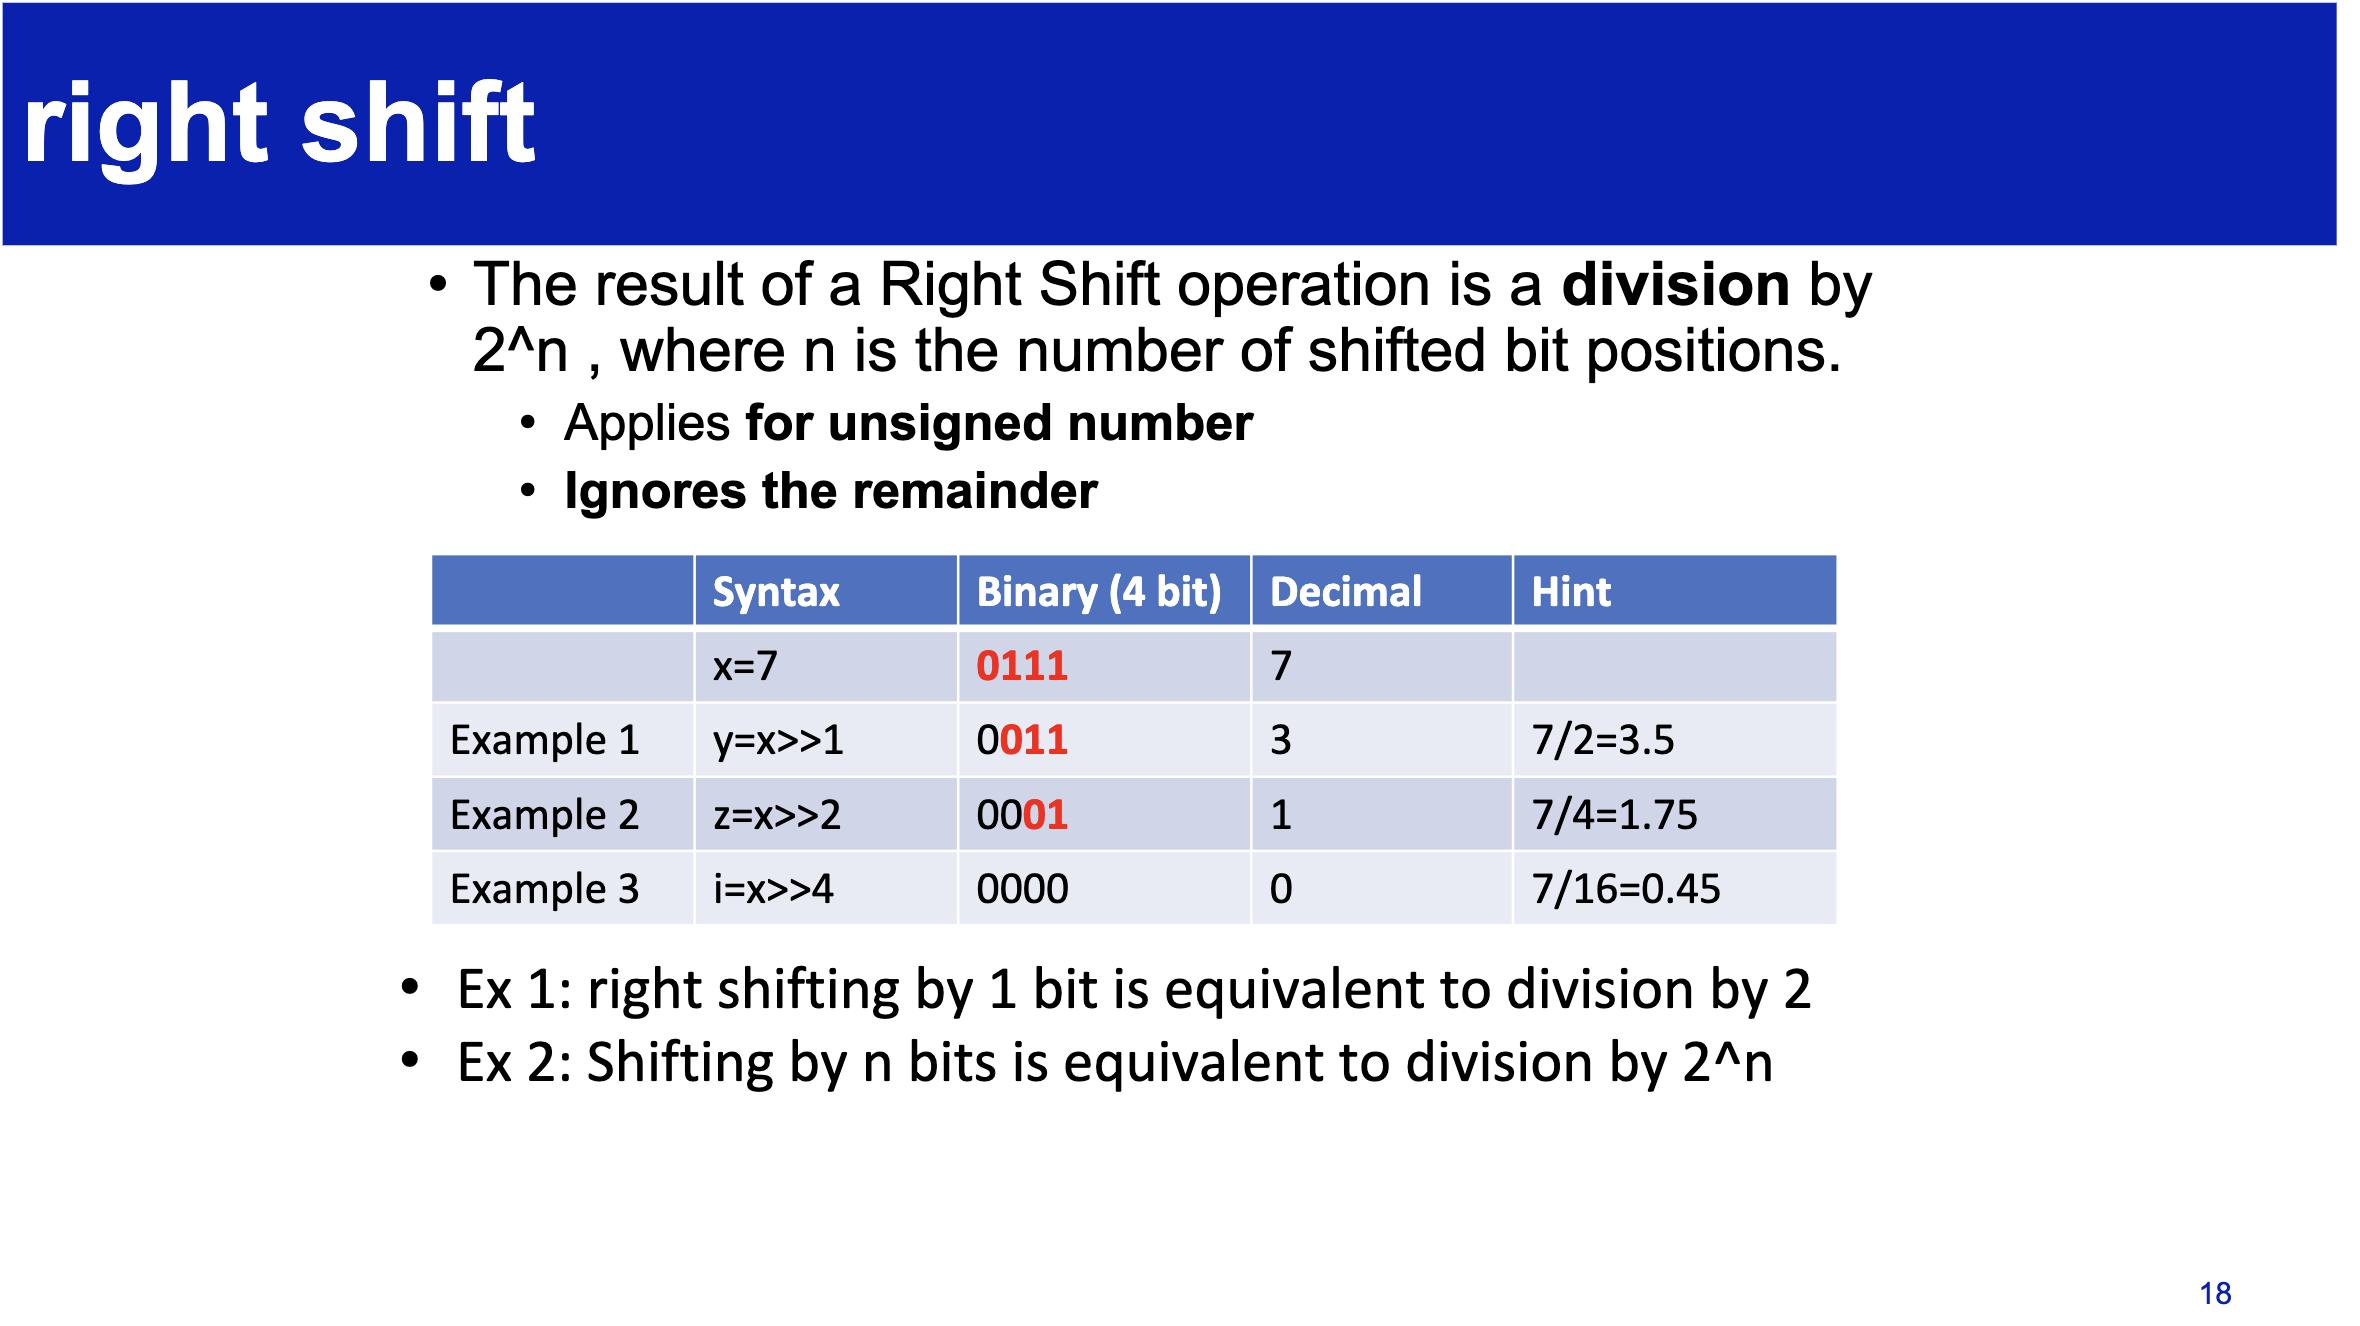 right shift
• The result of a Right Shift operation is a division by
2^n , where n is the number of shifted bit positions.
• Applies for unsigned number
• Ignores the remainder
Syntax Binary (4 bit) Decimal Hint
x=7 0111 7
Example 1 y=x>>1 0011 3 7/2=3.5
Example 2 z=x>>2 0001 1 7/4=1.75
Example 3 i=x>>4 0000 0 7/16=0.45
• Ex 1: right shifting by 1 bit is equivalent to division by 2
• Ex 2: Shifting by n bits is equivalent to division by 2^n
18